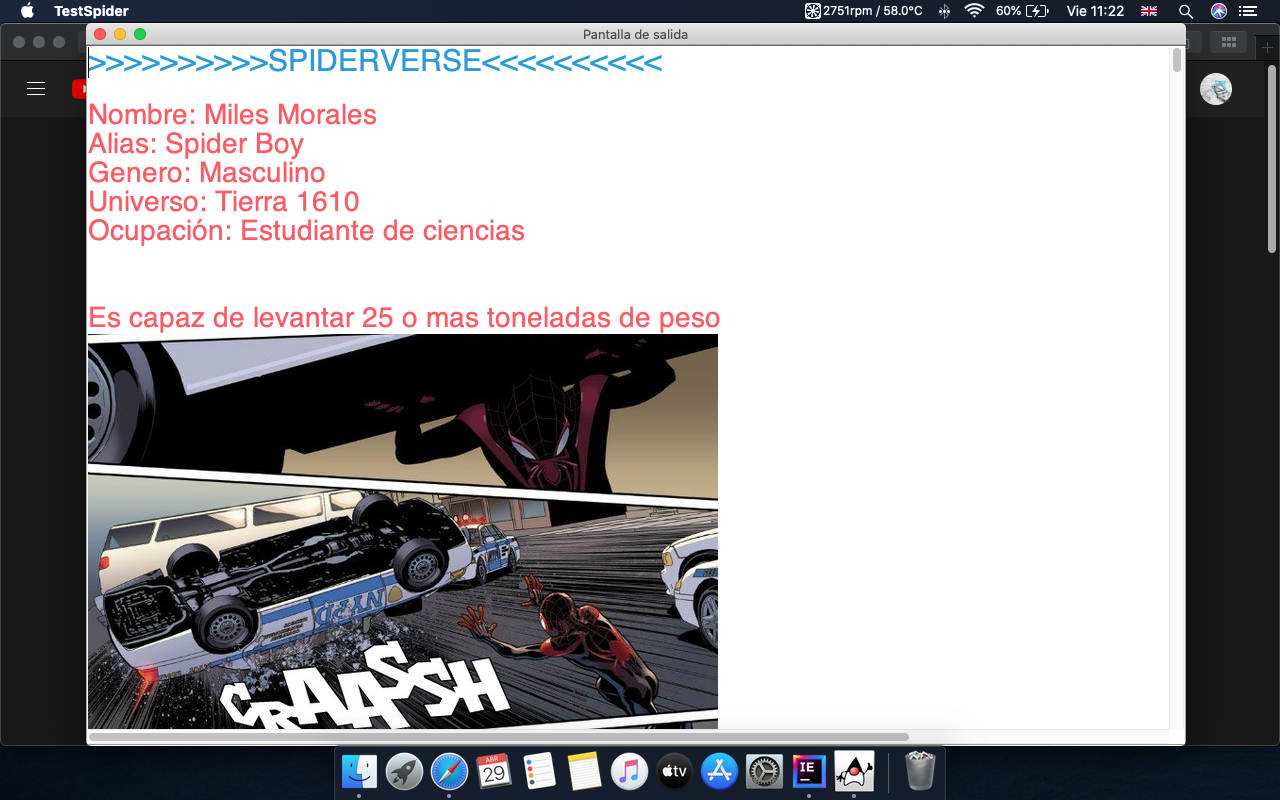 TestSpider
2751rpm / 58.0°C
60%
Vie 11:22
Pantalla de salida
>>>>>>>>>>SPIDERVERSE<<<<<<<<<<
Nombre: Miles Morales
Alias: Spider Boy
Genero: Masculino
Universo: Tierra 1610
Ocupación: Estudiante de ciencias
Es capaz de levantar 25 o mas toneladas de peso
NYPD
CRAAASSH
ABR
29
tv
IE